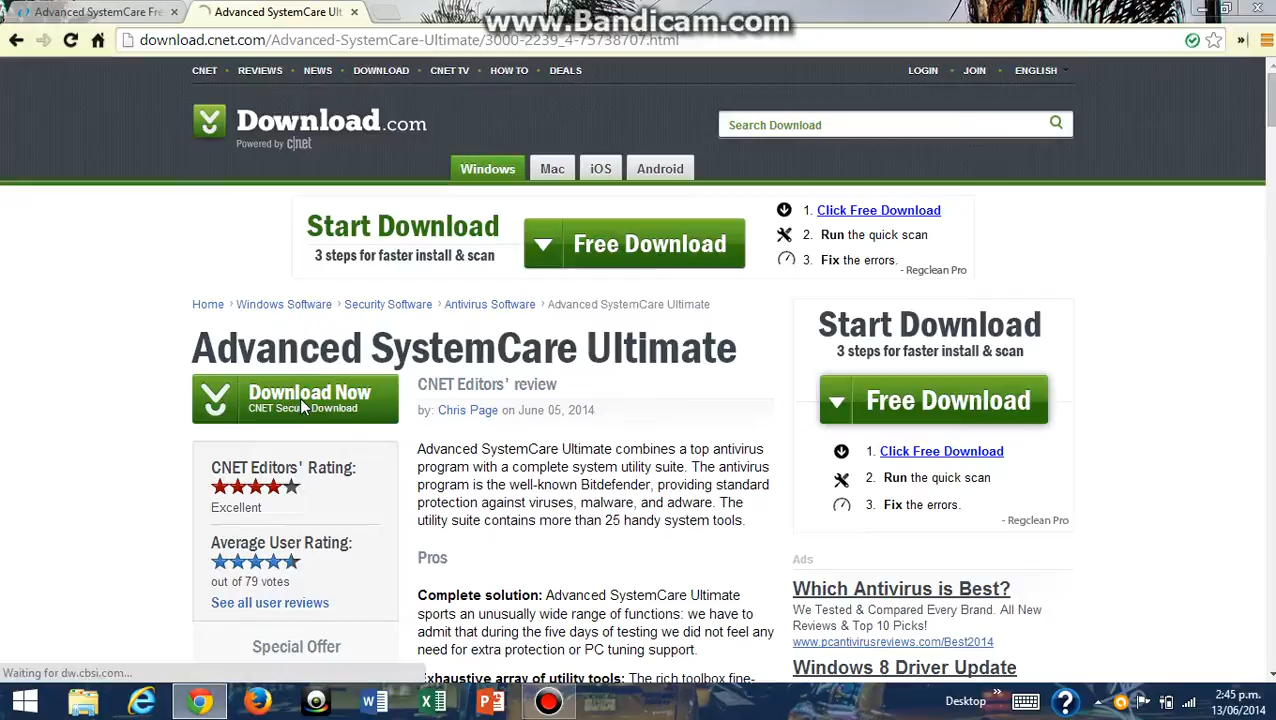 Advanced SystemCare Fre
Advanced SystemCare Ult
www.Bandicam.com
download.cnet.com/Advanced-SystemCare-Ultimate/3000-2239_4-75738707.html
CNET REVIEWS NEWS DOWNLOAD CNET TV HOW TO DEALS LOGIN JOIN ENGLISH
Download.com
Powered by c|net
Search Download
Windows Mac iOS Android
Start Download
3 steps for faster install & scan
Free Download
1. Click Free Download
2. Run the quick scan
3. Fix the errors.
- Regclean Pro
Home › Windows Software › Security Software › Antivirus Software › Advanced SystemCare Ultimate
Advanced SystemCare Ultimate
Download Now
CNET Secure Download
CNET Editors' Rating:
Excellent
Average User Rating:
out of 79 votes
See all user reviews
Special Offer
CNET Editors' review
by: Chris Page on June 05, 2014
Advanced SystemCare Ultimate combines a top antivirus
program with a complete system utility suite. The antivirus
program is the well-known Bitdefender, providing standard
protection against viruses, malware, and adware. The
utility suite contains more than 25 handy system tools.
Pros
Complete solution: Advanced SystemCare Ultimate
sports an unusually wide range of functions: we have to
admit that during the five days of testing we did not feel any
need for extra protection or PC tuning support.
Exhaustive array of utility tools: The rich toolbox fine-
Start Download
3 steps for faster install & scan
Free Download
1. Click Free Download
2. Run the quick scan
3. Fix the errors.
- Regclean Pro
Ads
Which Antivirus is Best?
We Tested & Compared Every Brand. All New
Reviews & Top 10 Picks!
www.pcantivirusreviews.com/Best2014
Windows 8 Driver Update
Waiting for dw.cbsi.com...
Desktop
2:45 p.m.
13/06/2014